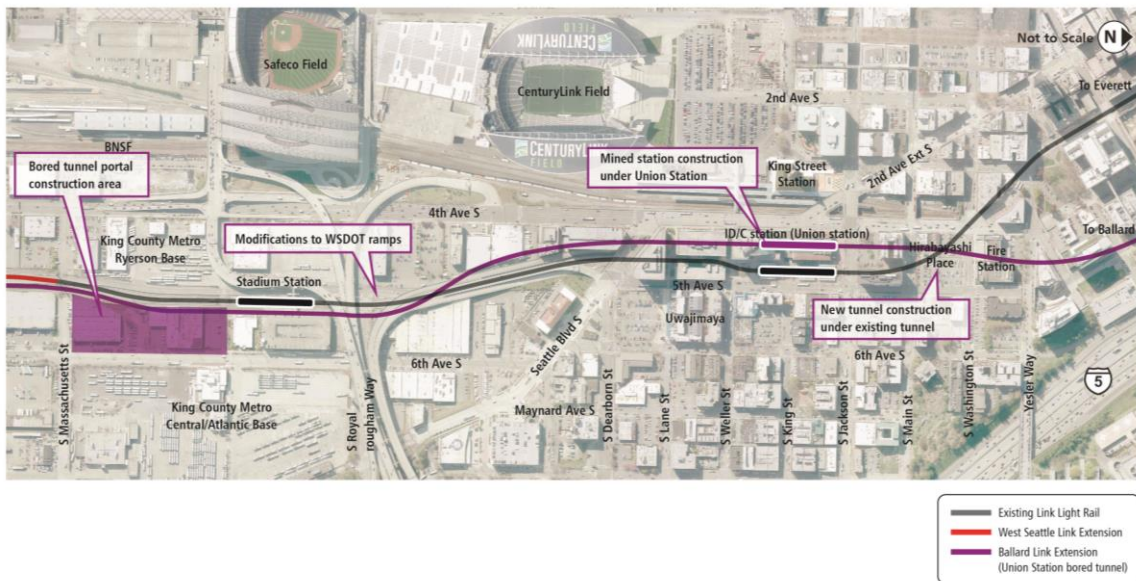 Not to Scale N
Safeco Field
CENTURYLINK
FIELD
CenturyLink Field
CENTURYLINK
FIELD
2nd Ave S
To Everett
BNSF
Bored tunnel portal
construction area
Mined station construction
under Union Station
King Street
Station
2nd Ave Ext S
4th Ave S
King County Metro
Ryerson Base
Modifications to WSDOT ramps
ID/C station (Union station)
To Ballard
Hirabayashi
Place
Fire
Station
Stadium Station
5th Ave S
New tunnel construction
under existing tunnel
Uwajimaya
6th Ave S
6th Ave S
Seattle Blvd S
Maynard Ave S
King County Metro
Central/Atlantic Base
S Massachusetts St
S Royal
rougham Way
S Dearborn St
S Lane St
S Weller St
S King St
S Jackson St
S Main St
S Washington St
Yesler Way
5
Existing Link Light Rail
West Seattle Link Extension
Ballard Link Extension
(Union Station bored tunnel)